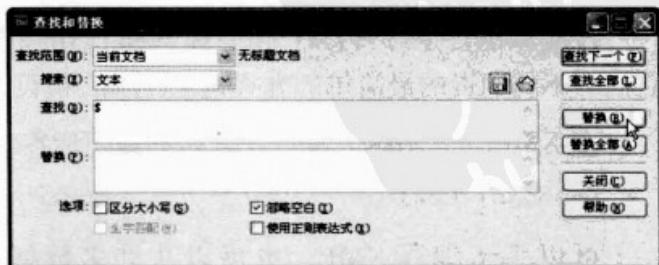 查找和替换
查找范围(N): 当前文档 无标题文档 查找下一个(F)
搜索(S): 文本 查找全部(L)
查找(D): $ 替换(R)
替换全部(A)
替换(P): 关闭(C)
选项: 区分大小写(S) 忽略空白(I) 帮助(H)
全字匹配(H) 使用正则表达式(X)